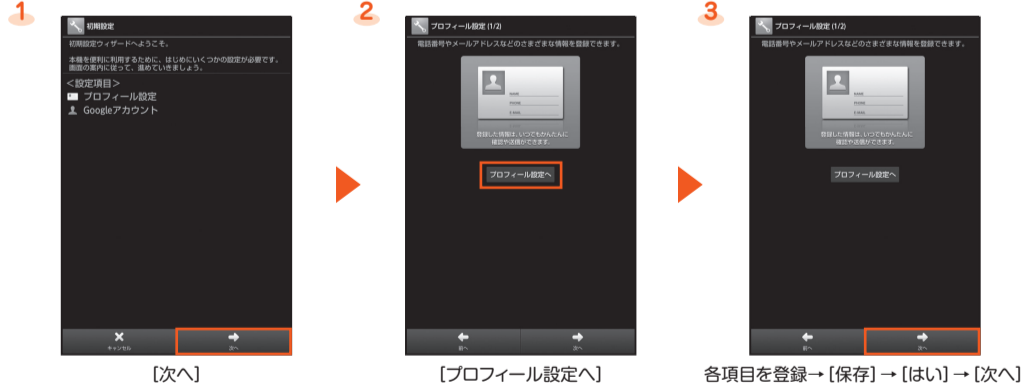 1
初期設定
初期設定ウィザードへようこそ。
本機を便利に利用するために、はじめにいくつかの設定が必要です。
画面の案内に従って、進めていきましょう。
＜設定項目＞
プロフィール設定
Googleアカウント
キャンセル
次へ
[次へ]
2
プロフィール設定 (1/2)
電話番号やメールアドレスなどのさまざまな情報を登録できます。
NAME
PHONE
E-MAIL
登録した情報は、いつでもかんたんに
確認や送信ができます。
プロフィール設定へ
前へ
次へ
[プロフィール設定へ]
3
プロフィール設定 (1/2)
電話番号やメールアドレスなどのさまざまな情報を登録できます。
NAME
PHONE
E-MAIL
登録した情報は、いつでもかんたんに
確認や送信ができます。
プロフィール設定へ
前へ
次へ
各項目を登録→[保存]→[はい]→[次へ]